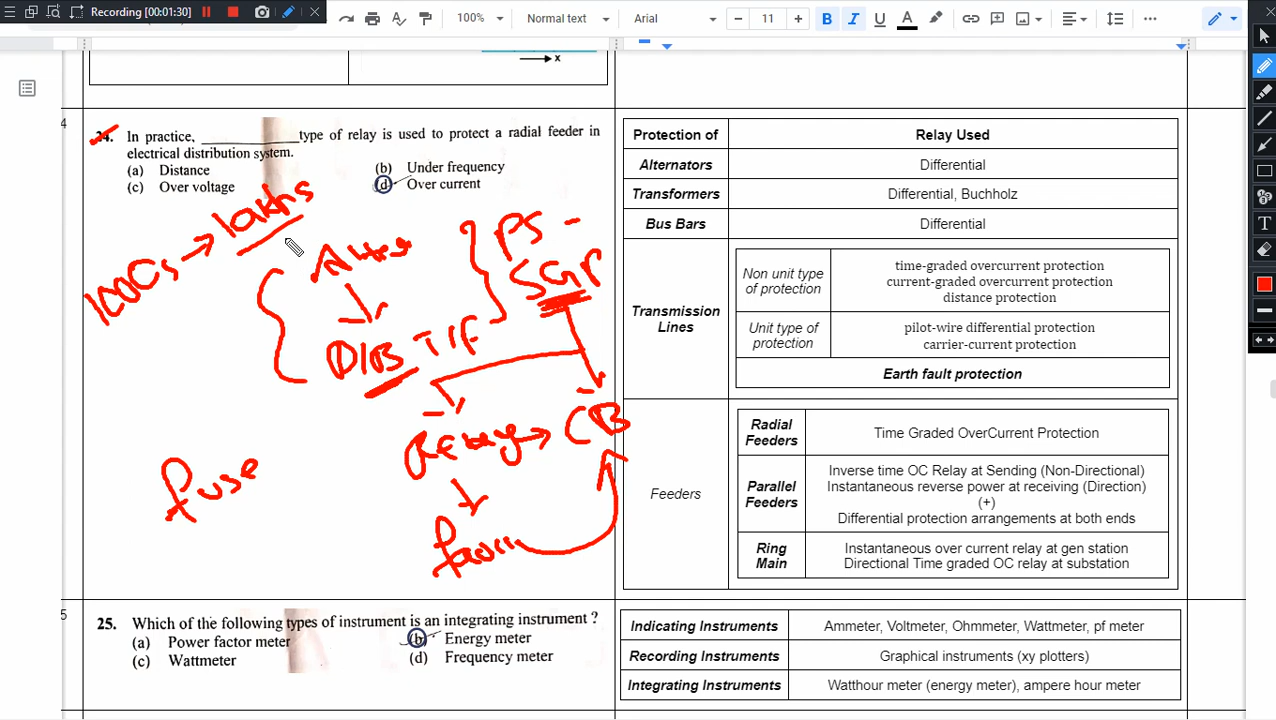 Recording [00:01:30]
100%
Normal text
Arial
11
B I U A
x
4
24. In practice, ____________ type of relay is used to protect a radial feeder in
electrical distribution system.
(a) Distance
(b) Under frequency
(c) Over voltage
(d) Over current
100Cs → lakhs
fuse
PS -
SGP
Relay → CB
Protection of
Relay Used
Alternators
Differential
Transformers
Differential, Buchholz
Bus Bars
Differential
Transmission
Lines
Non unit type
of protection
time-graded overcurrent protection
current-graded overcurrent protection
distance protection
Unit type of
protection
pilot-wire differential protection
carrier-current protection
Earth fault protection
Feeders
Radial
Feeders
Time Graded OverCurrent Protection
Parallel
Feeders
Inverse time OC Relay at Sending (Non-Directional)
Instantaneous reverse power at receiving (Direction)
(+)
Differential protection arrangements at both ends
Ring
Main
Instantaneous over current relay at gen station
Directional Time graded OC relay at substation
5
25. Which of the following types of instrument is an integrating instrument ?
(a) Power factor meter
(b) Energy meter
(c) Wattmeter
(d) Frequency meter
Indicating Instruments
Ammeter, Voltmeter, Ohmmeter, Wattmeter, pf meter
Recording Instruments
Graphical instruments (xy plotters)
Integrating Instruments
Watthour meter (energy meter), ampere hour meter